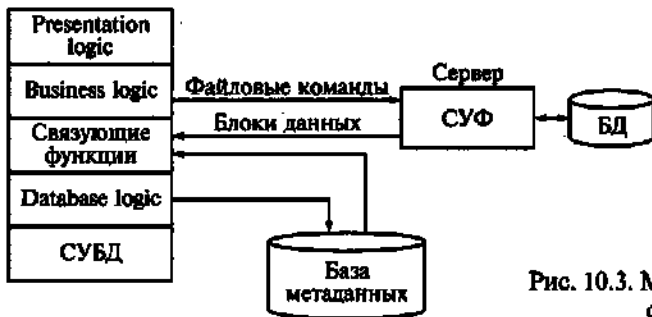 Presentation
logic
Business logic
Связующие
функции
Database logic
СУБД
Файловые команды
Блоки данных
Сервер
СУФ
БД
База
метаданных
Рис. 10.3.